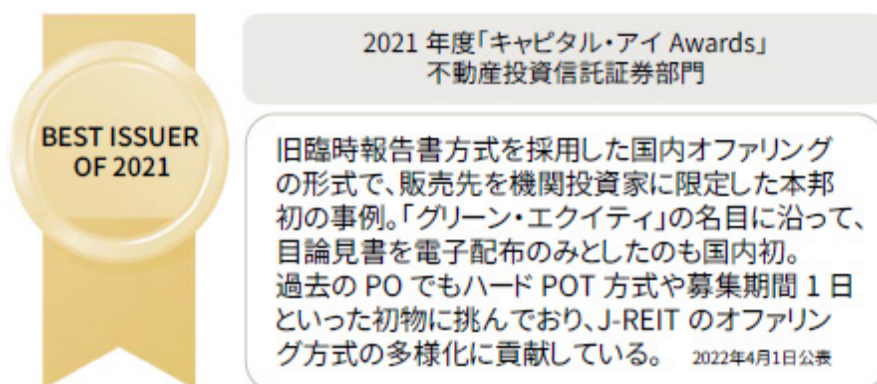 BEST ISSUER
OF 2021
2021 年度「キャピタル・アイ Awards」
不動産投資信託証券部門
旧臨時報告書方式を採用した国内オファリング
の形式で、販売先を機関投資家に限定した本邦
初の事例。「グリーン・エクイティ」の名目に沿って、
目論見書を電子配布のみとしたのも国内初。
過去の PO でもハード POT 方式や募集期間 1 日
といった初物に挑んでおり、J-REIT のオファリン
グ方式の多様化に貢献している。 2022年4月1日公表